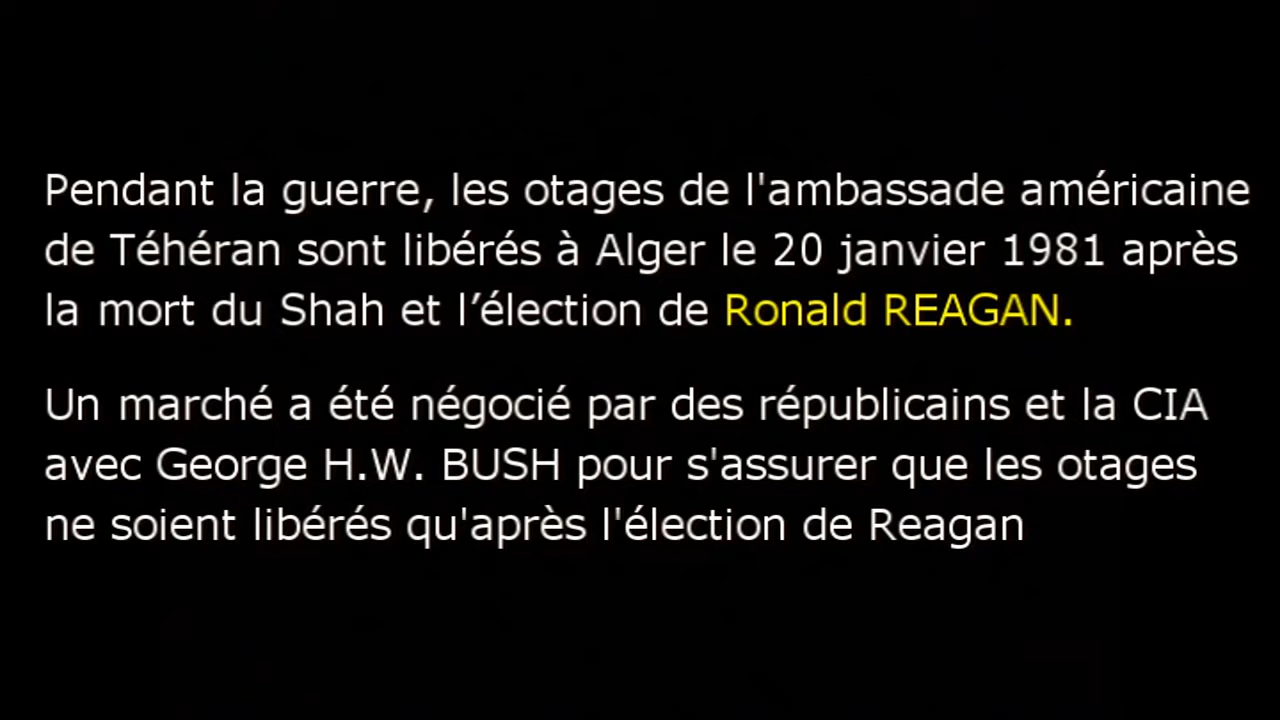 Pendant la guerre, les otages de l'ambassade américaine
de Téhéran sont libérés à Alger le 20 janvier 1981 après
la mort du Shah et l’élection de Ronald REAGAN.
Un marché a été négocié par des républicains et la CIA
avec George H.W. BUSH pour s'assurer que les otages
ne soient libérés qu'après l'élection de Reagan